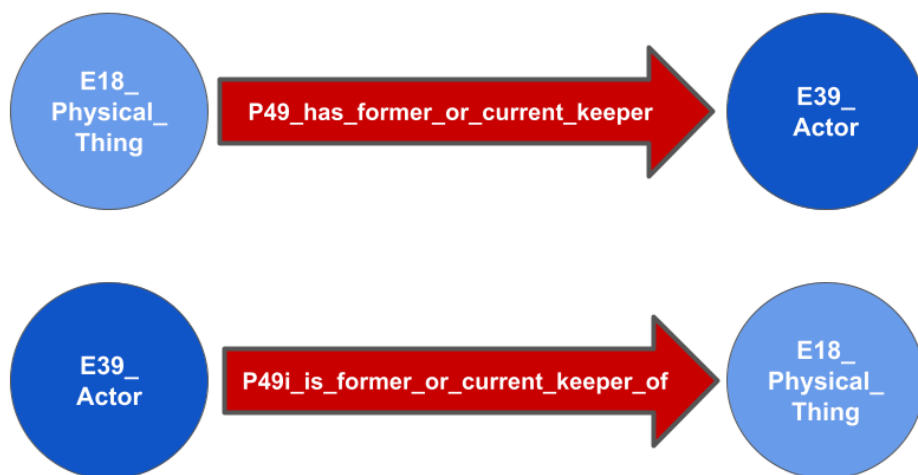 E18_
Physical_
Thing
P49_has_former_or_current_keeper
E39_
Actor
E39_
Actor
P49i_is_former_or_current_keeper_of
E18_
Physical_
Thing